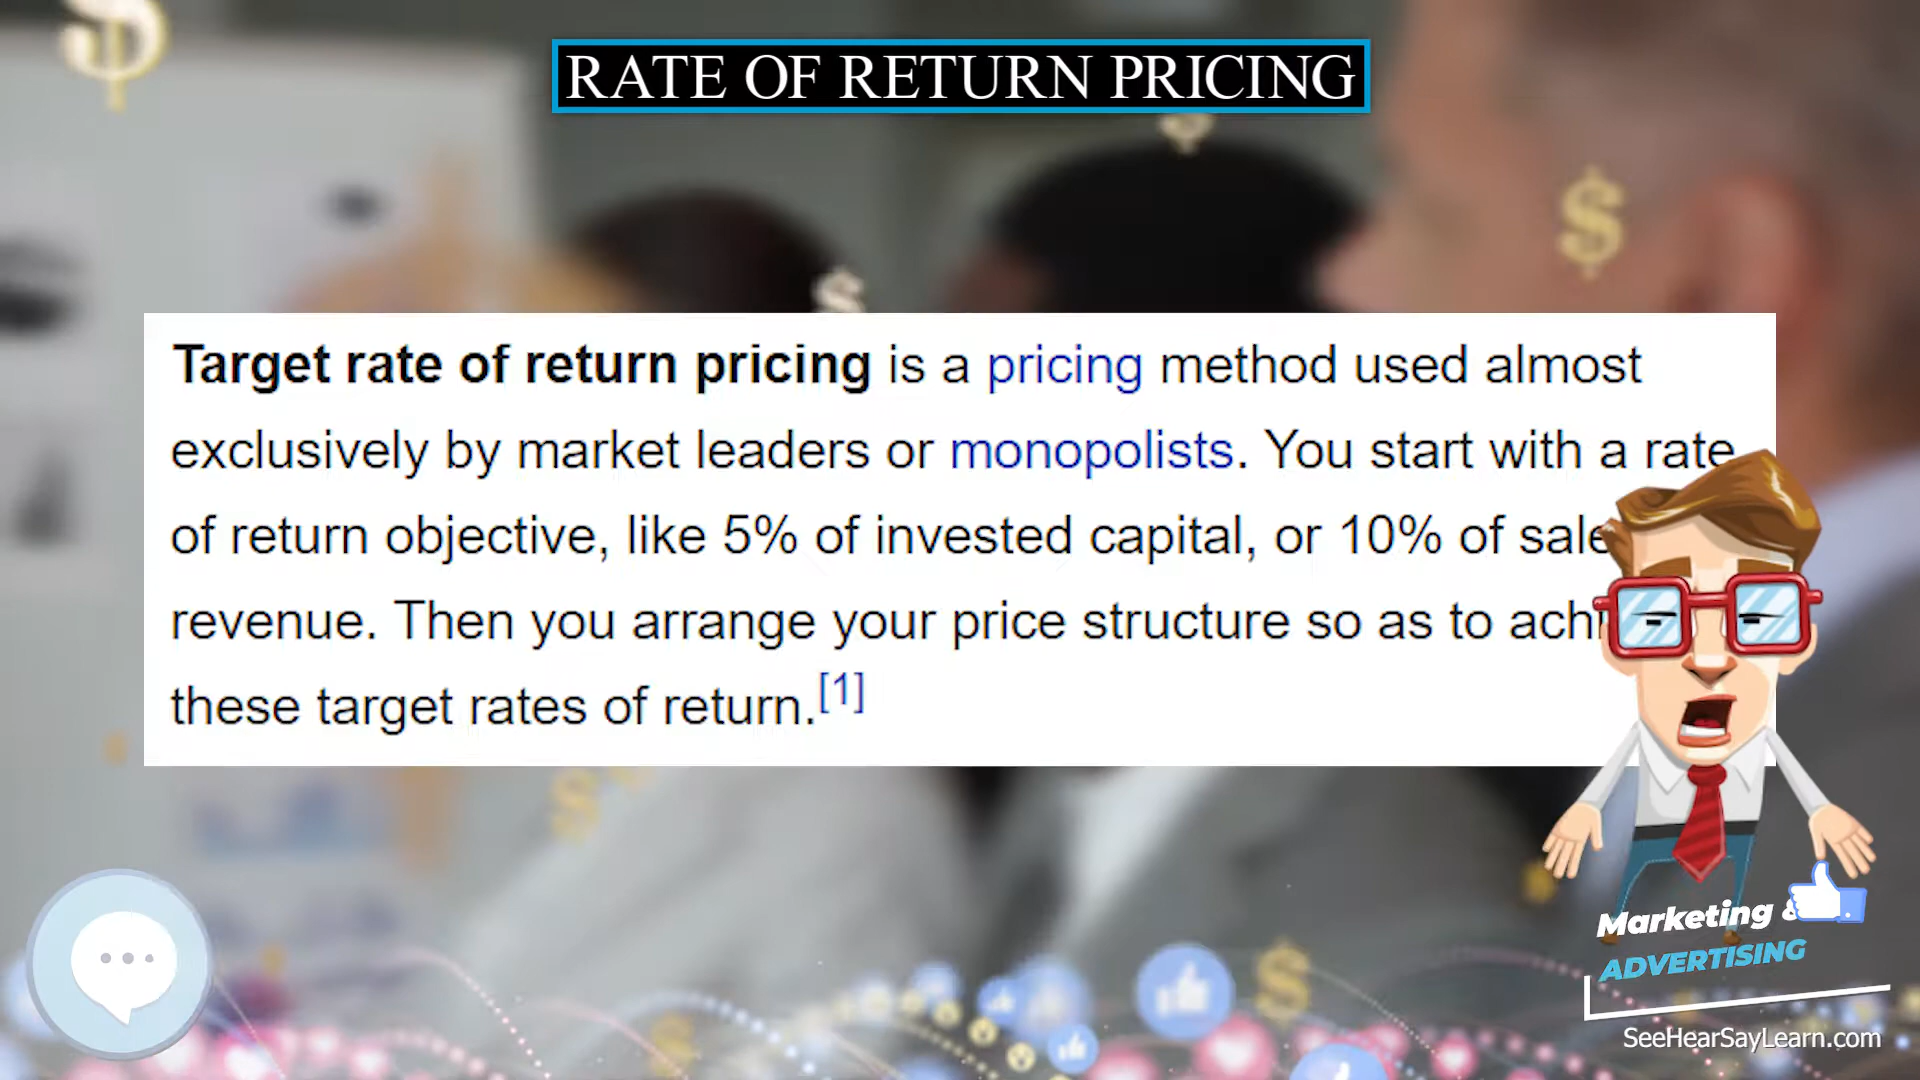 RATE OF RETURN PRICING
Target rate of return pricing is a pricing method used almost
exclusively by market leaders or monopolists. You start with a rate
of return objective, like 5% of invested capital, or 10% of
revenue. Then you arrange your price structure so as to
these target rates of return.[1]
Marketing &
ADVERTISING
SeeHearSayLearn.com